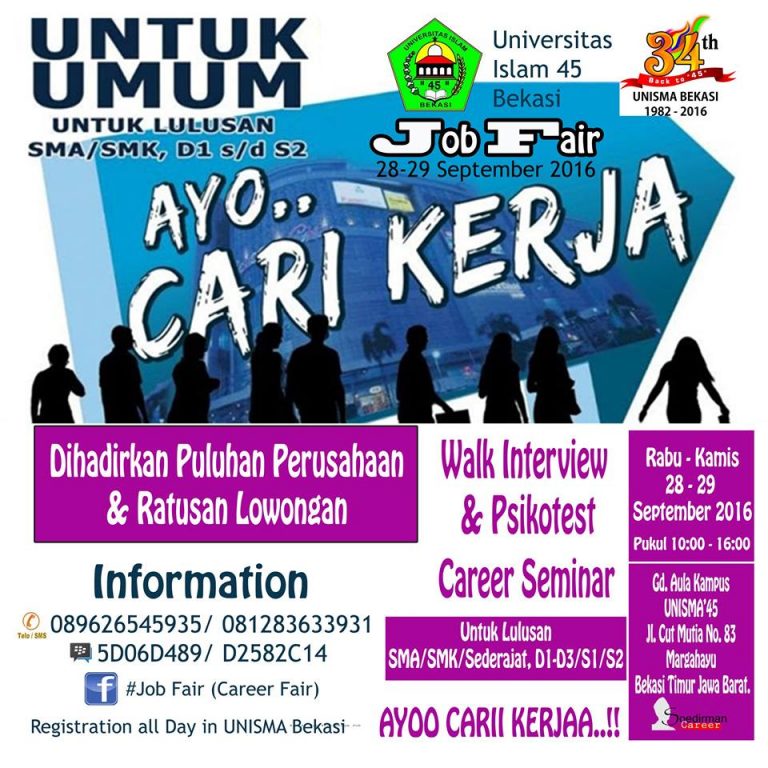 UNTUK
UMUM
UNTUK LULUSAN
SMA/SMK, D1 s/d S2
UNIVERSITAS ISLAM
"45"
BEKASI
Universitas
Islam 45
Bekasi
34th
Back to "45"
UNISMA BEKASI
1982 - 2016
Job Fair
28-29 September 2016
AYO..
CARI KERJA
Dihadirkan Puluhan Perusahaan
& Ratusan Lowongan
Walk Interview
& Psikotest
Career Seminar
Rabu - Kamis
28 - 29
September 2016
Pukul 10:00 - 16:00
Information
Telp / SMS
089626545935/ 081283633931
5D06D489/ D2582C14
f #Job Fair (Career Fair)
Registration all Day in UNISMA Bekasi
Untuk Lulusan
SMA/SMK/Sederajat, D1-D3/S1/S2
AYOO CARII KERJAA..!!
Gd. Aula Kampus
UNISMA'45
Jl. Cut Mutia No. 83
Margahayu
Bekasi Timur Jawa Barat.
Soedirman
Career